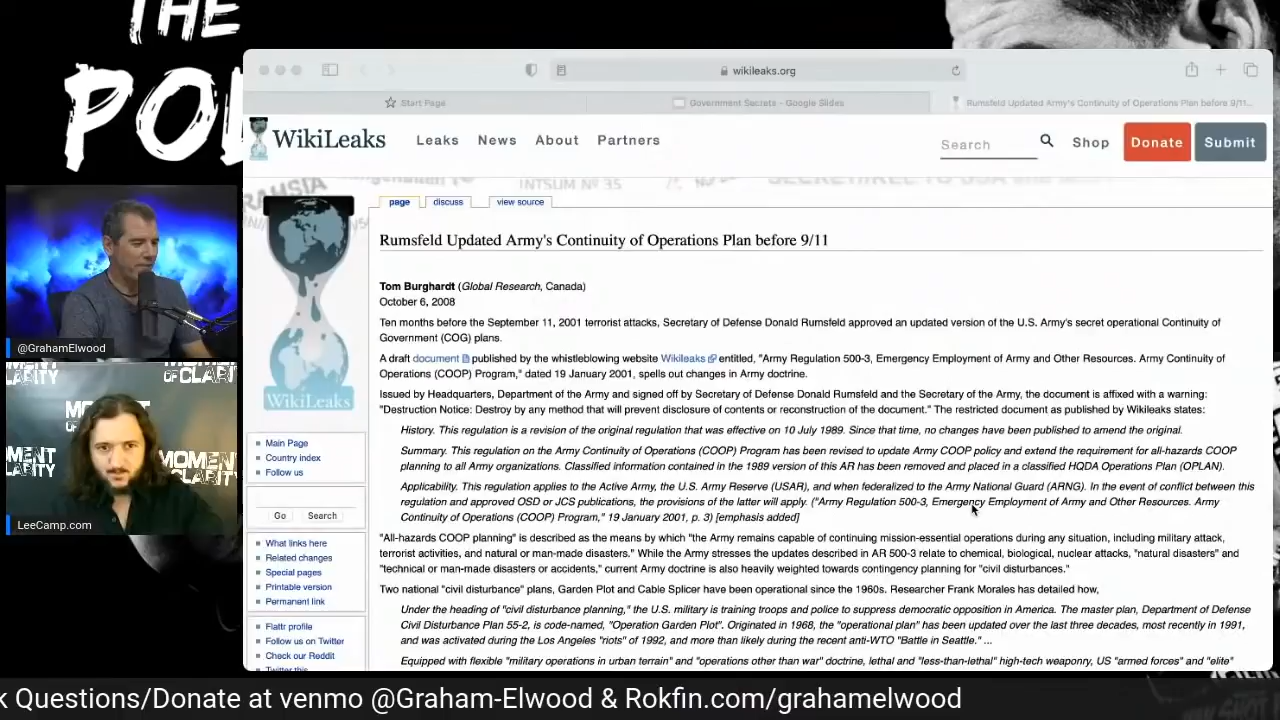 THE
POL
wikileaks.org
Start Page
Government Secrets - Google Slides
Rumsfeld Updated Army's Continuity of Operations Plan before 9/11...
WikiLeaks
Leaks
News
About
Partners
Search
Shop
Donate
Submit
INTSUM Nº 35
page
discuss
view source
Rumsfeld Updated Army's Continuity of Operations Plan before 9/11
Tom Burghardt (Global Research, Canada)
October 6, 2008
Ten months before the September 11, 2001 terrorist attacks, Secretary of Defense Donald Rumsfeld approved an updated version of the U.S. Army's secret operational Continuity of
Government (COG) plans.
A draft document published by the whistleblowing website Wikileaks entitled, "Army Regulation 500-3, Emergency Employment of Army and Other Resources. Army Continuity of
Operations (COOP) Program," dated 19 January 2001, spells out changes in Army doctrine.
Issued by Headquarters, Department of the Army and signed off by Secretary of Defense Donald Rumsfeld and the Secretary of the Army, the document is affixed with a warning:
"Destruction Notice: Destroy by any method that will prevent disclosure of contents or reconstruction of the document." The restricted document as published by Wikileaks states:
History. This regulation is a revision of the original regulation that was effective on 10 July 1989. Since that time, no changes have been published to amend the original.
Summary. This regulation on the Army Continuity of Operations (COOP) Program has been revised to update Army COOP policy and extend the requirement for all-hazards COOP
planning to all Army organizations. Classified information contained in the 1989 version of this AR has been removed and placed in a classified HQDA Operations Plan (OPLAN).
Applicability. This regulation applies to the Active Army, the U.S. Army Reserve (USAR), and when federalized to the Army National Guard (ARNG). In the event of conflict between this
regulation and approved OSD or JCS publications, the provisions of the latter will apply. ("Army Regulation 500-3, Emergency Employment of Army and Other Resources. Army
Continuity of Operations (COOP) Program," 19 January 2001, p. 3) [emphasis added]
"All-hazards COOP planning" is described as the means by which "the Army remains capable of continuing mission-essential operations during any situation, including military attack,
terrorist activities, and natural or man-made disasters." While the Army stresses the updates described in AR 500-3 relate to chemical, biological, nuclear attacks, "natural disasters" and
"technical or man-made disasters or accidents," current Army doctrine is also heavily weighted towards contingency planning for "civil disturbances."
Two national "civil disturbance" plans, Garden Plot and Cable Splicer have been operational since the 1960s. Researcher Frank Morales has detailed how,
Under the heading of "civil disturbance planning," the U.S. military is training troops and police to suppress democratic opposition in America. The master plan, Department of Defense
Civil Disturbance Plan 55-2, is code-named, "Operation Garden Plot". Originated in 1968, the "operational plan" has been updated over the last three decades, most recently in 1991,
and was activated during the Los Angeles "riots" of 1992, and more than likely during the recent anti-WTO "Battle in Seattle." ...
Equipped with flexible "military operations in urban terrain" and "operations other than war" doctrine, lethal and "less-than-lethal" high-tech weaponry, US "armed forces" and "elite"
WikiLeaks
Main Page
Country index
Follow us
Go
Search
What links here
Related changes
Special pages
Printable version
Permanent link
Flattr profile
Follow us on Twitter
Check our Reddit
Twitter this
@GrahamElwood
MOMENT
OF CLARITY
MOMENT
OF CLARITY
LeeCamp.com
k Questions/Donate at venmo @Graham-Elwood & Rokfin.com/grahamelwood